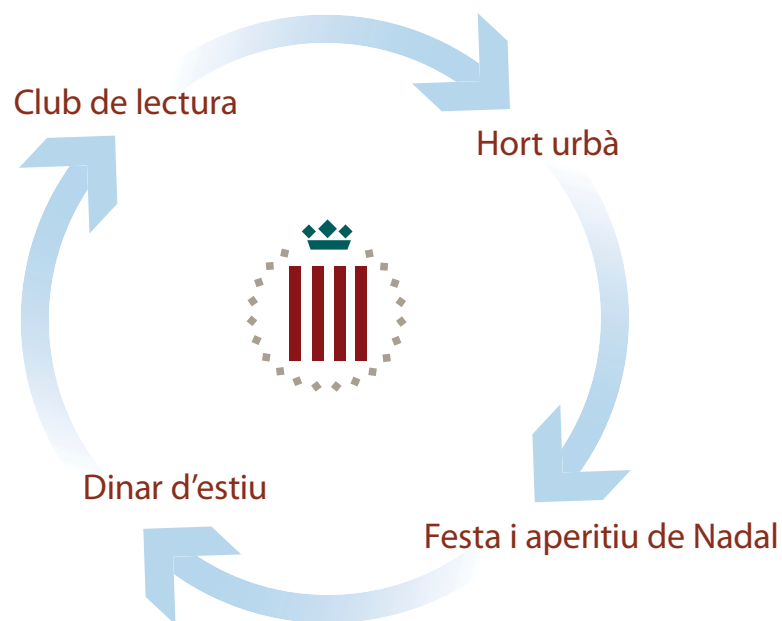 Club de lectura
Hort urbà
Dinar d'estiu
Festa i aperitiu de Nadal